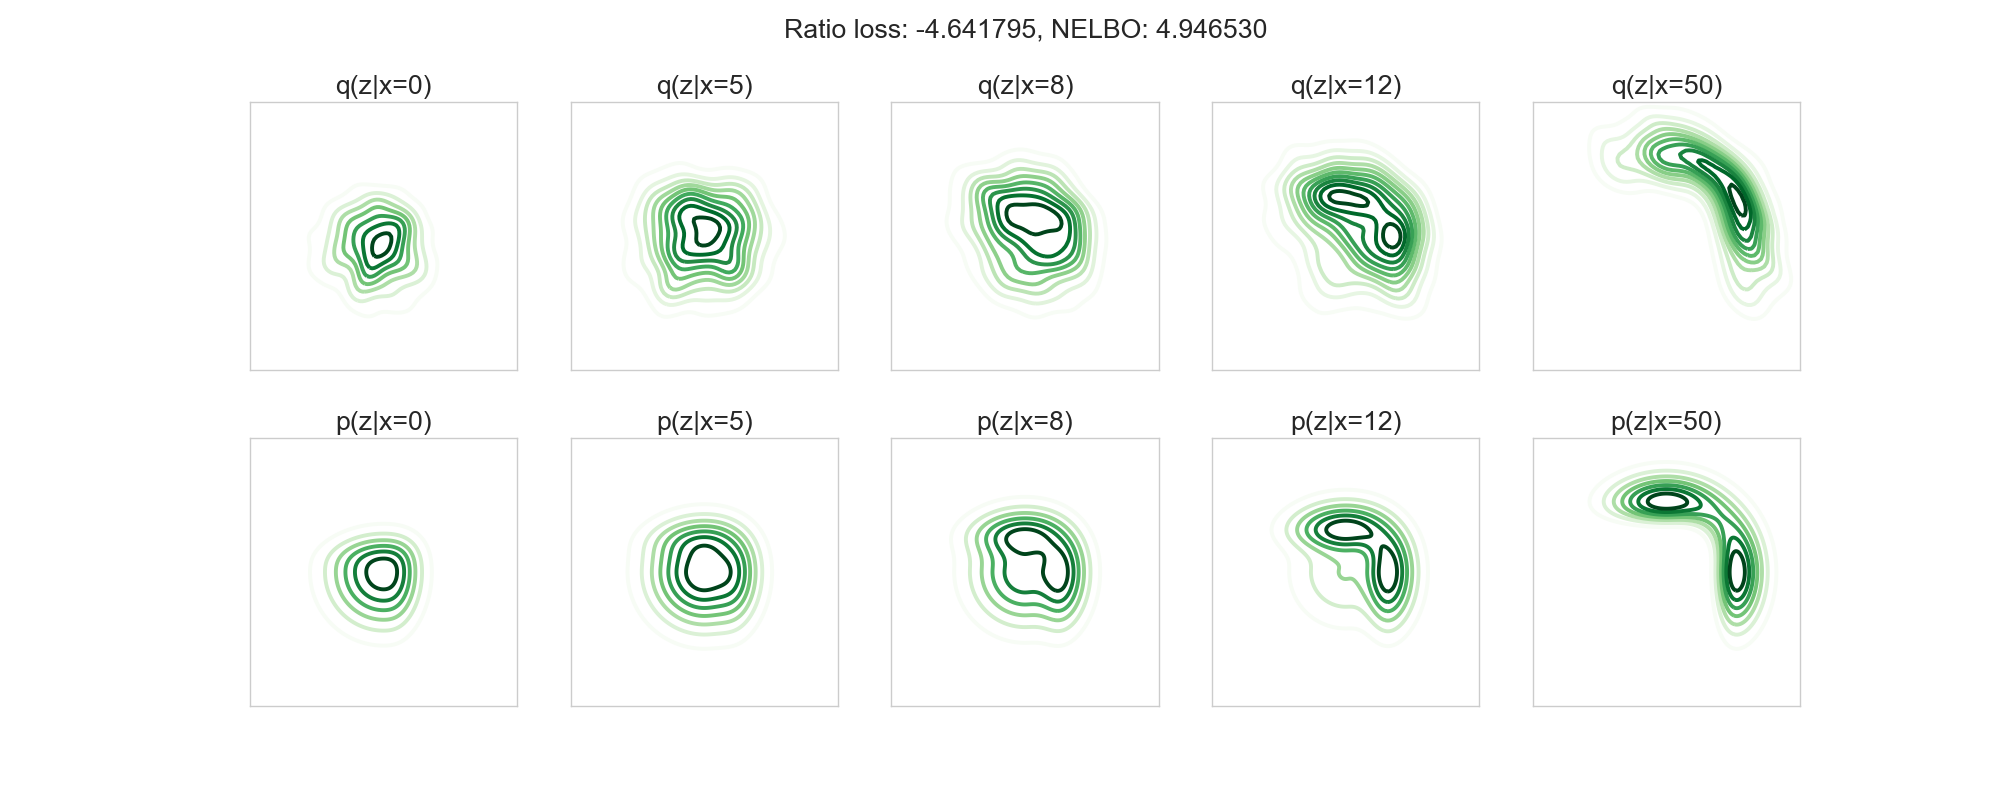 Ratio loss: -4.641795, NELBO: 4.946530
q(z|x=0) q(z|x=5) q(z|x=8) q(z|x=12) q(z|x=50)
p(z|x=0) p(z|x=5) p(z|x=8) p(z|x=12) p(z|x=50)